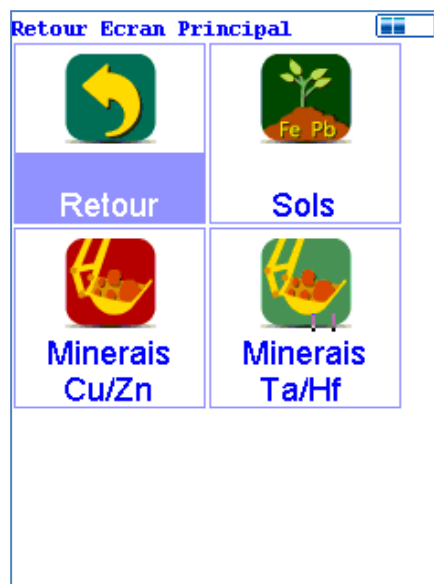 Retour Ecran Principal
Fe Pb
Retour
Sols
Minerais
Cu/Zn
Minerais
Ta/Hf